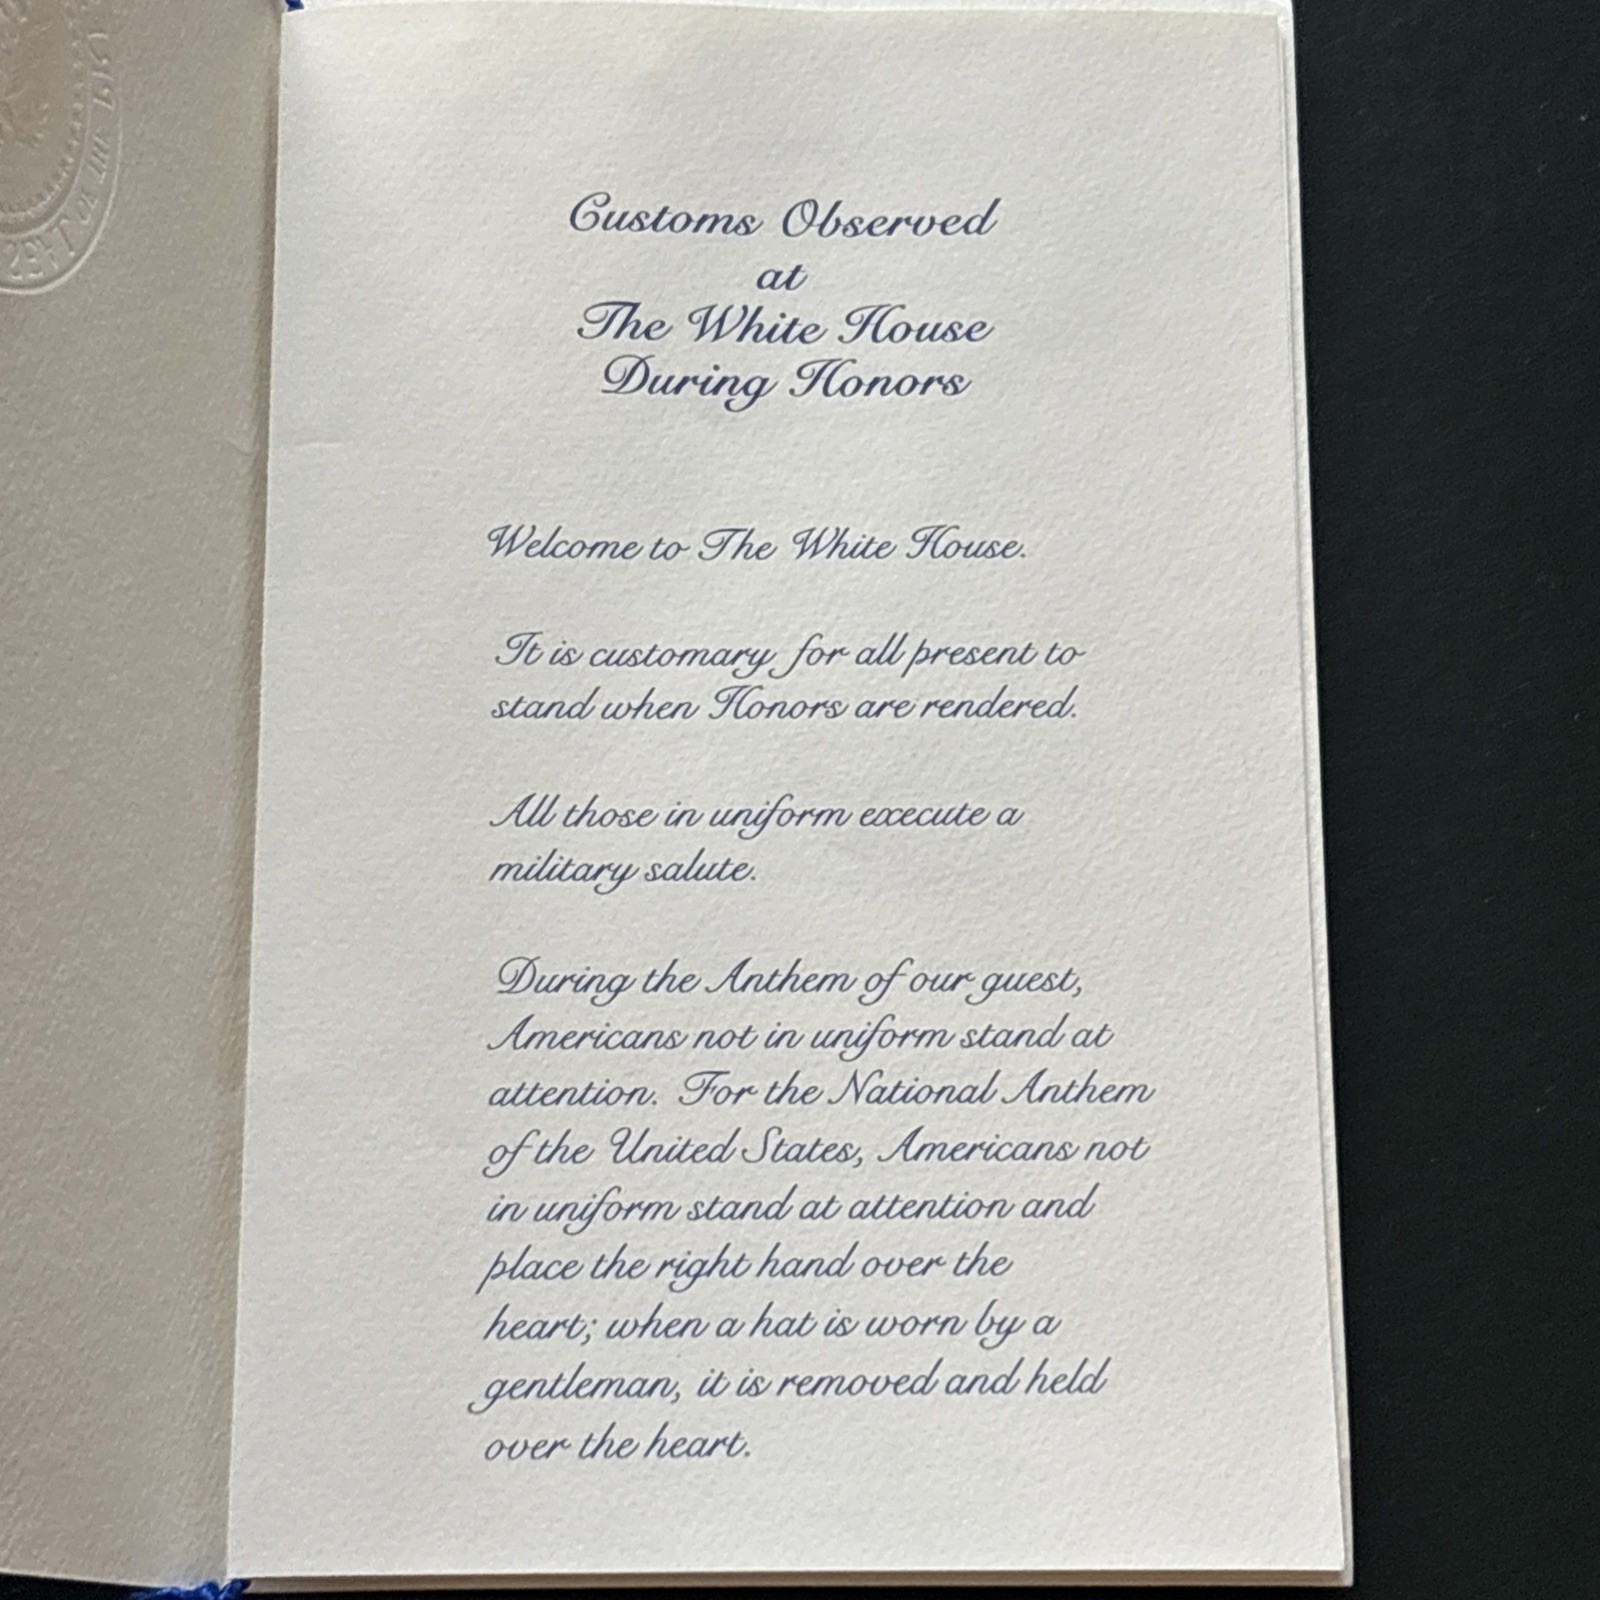 Customs Observed
at
The White House
During Honors
Welcome to The White House.
It is customary for all present to
stand when Honors are rendered.
All those in uniform execute a
military salute.
During the Anthem of our guest,
Americans not in uniform stand at
attention. For the National Anthem
of the United States, Americans not
in uniform stand at attention and
place the right hand over the
heart; when a hat is worn by a
gentleman, it is removed and held
over the heart.